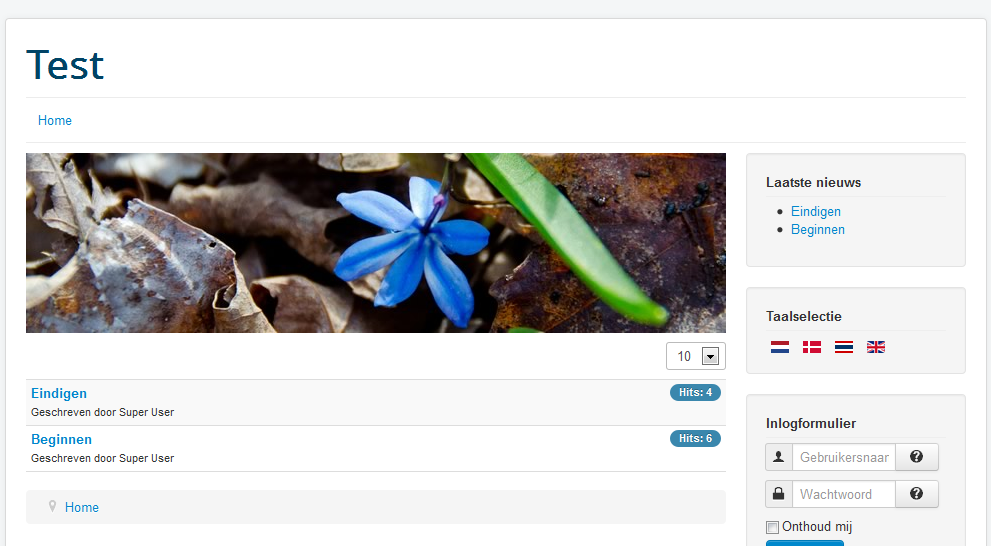 Test
Home
10
Eindigen
Hits: 4
Geschreven door Super User
Beginnen
Hits: 6
Geschreven door Super User
Home
Laatste nieuws
Eindigen
Beginnen
Taalselectie
Inlogformulier
Gebruikersnaar
Wachtwoord
Onthoud mij